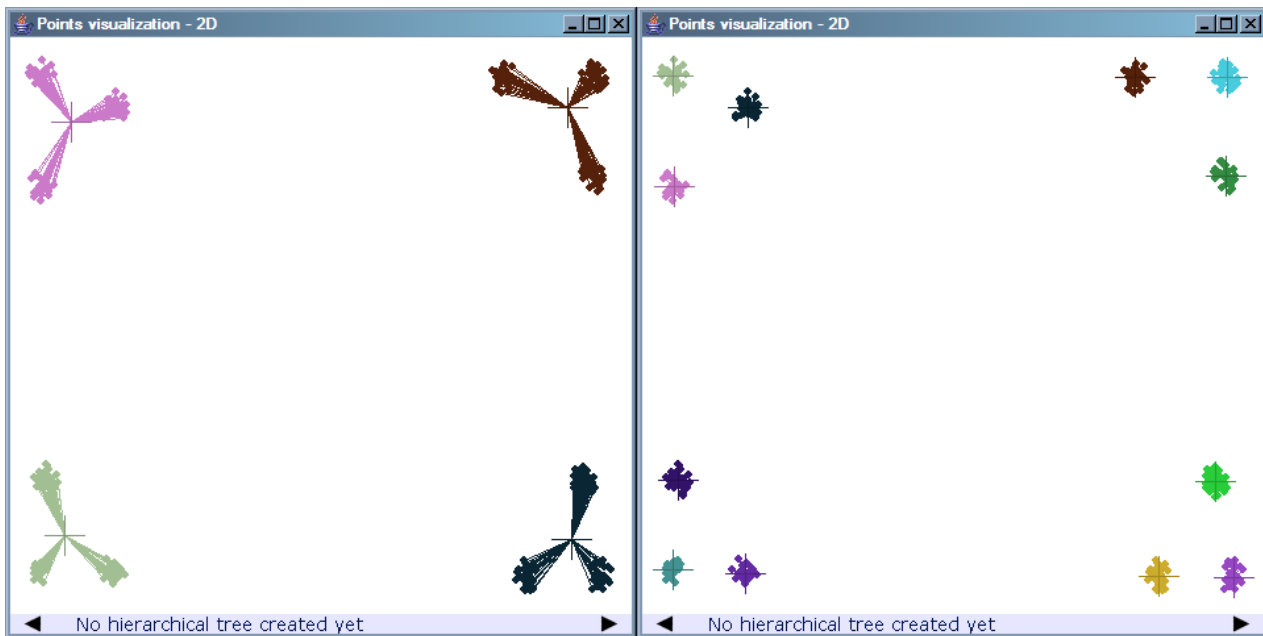 Points visualization - 2D
Points visualization - 2D
No hierarchical tree created yet
No hierarchical tree created yet